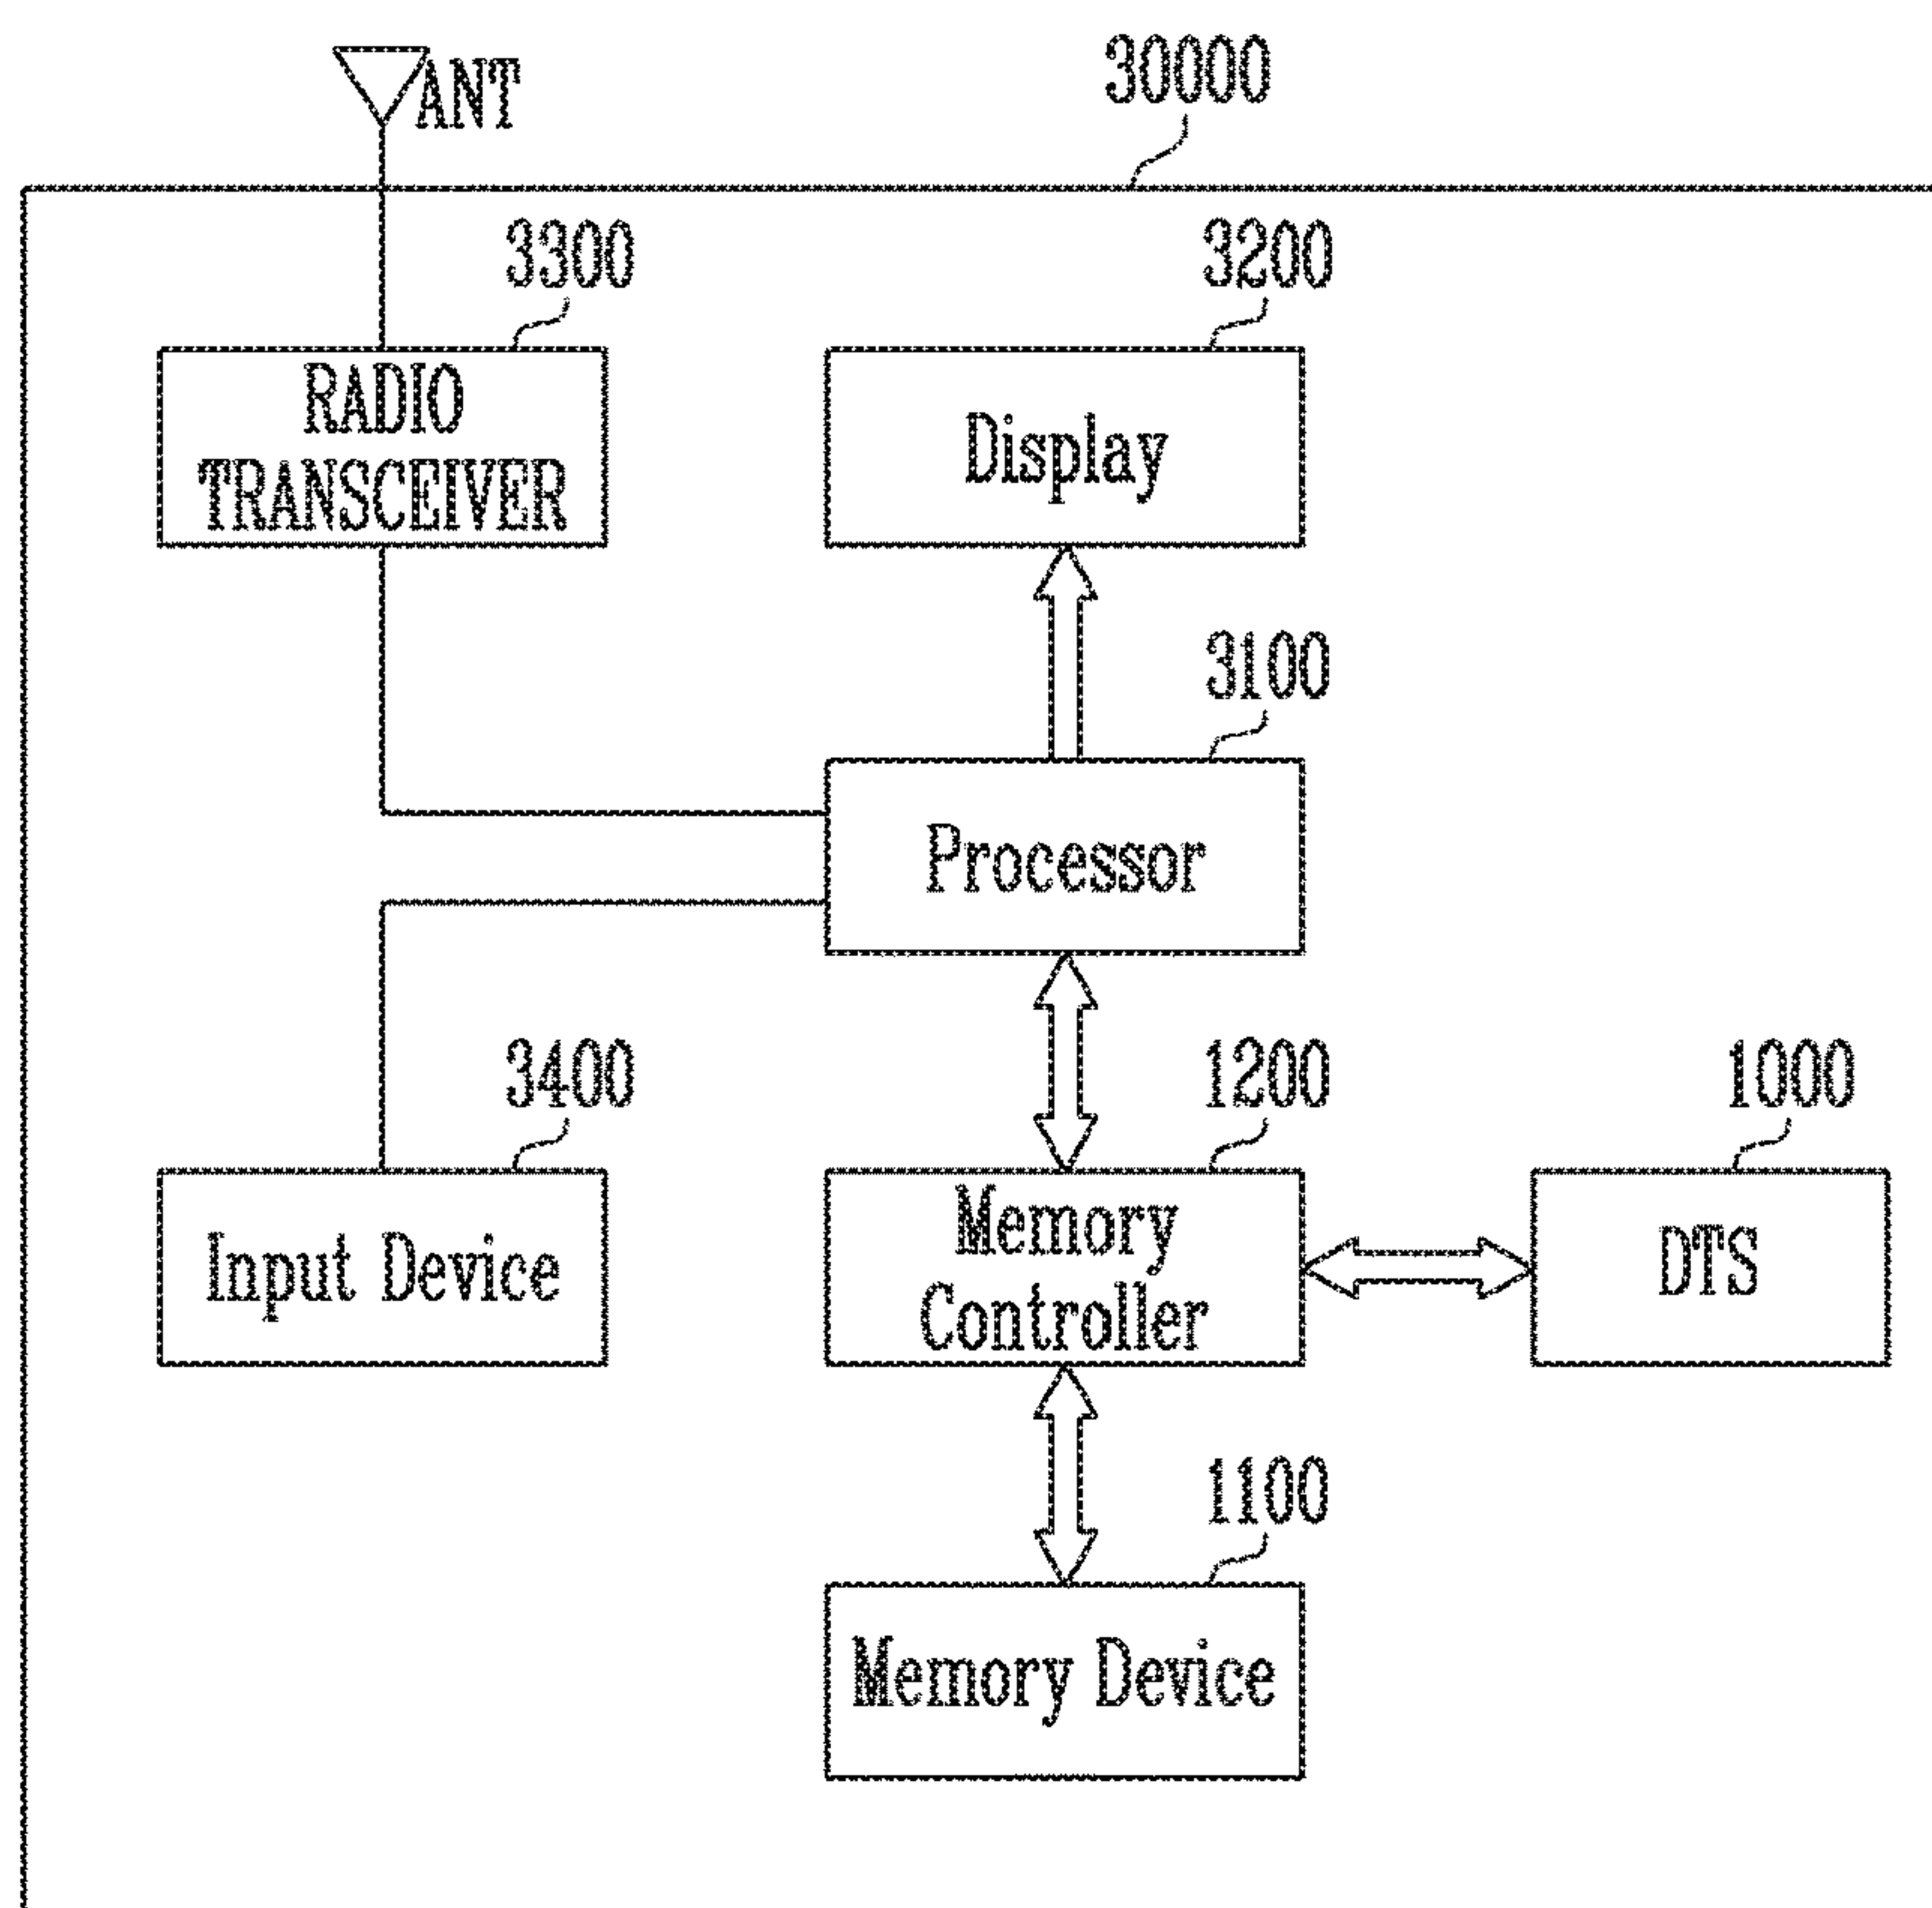 ANT
30000
3300
3200
RADIO
TRANSCEIVER
Display
3100
Processor
3400
1200
1000
Input Device
Memory
Controller
DTS
1100
Memory Device